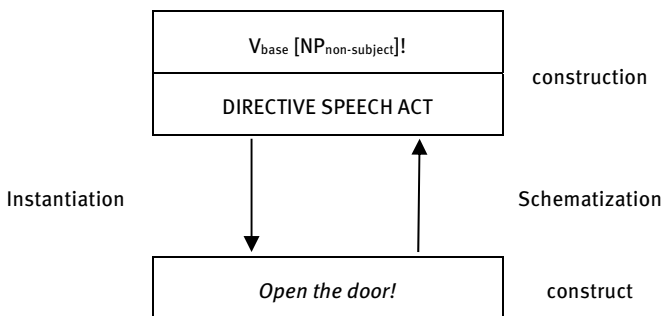 V_base [NP_non-subject]!
construction
DIRECTIVE SPEECH ACT
Instantiation
Schematization
Open the door!
construct